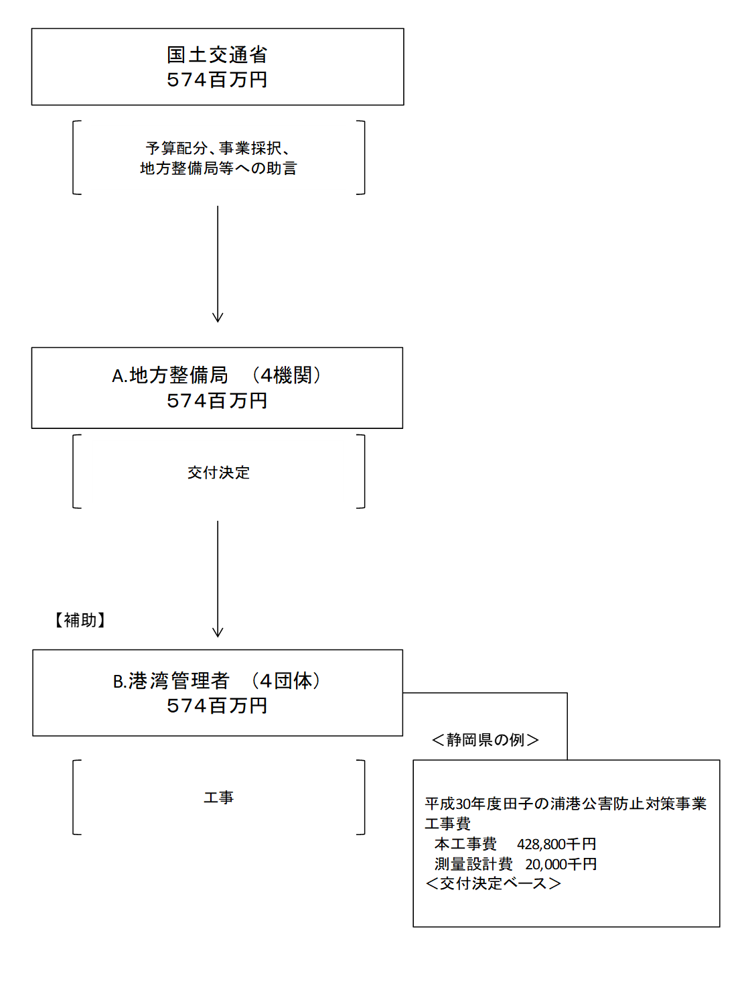 国土交通省
５７４百万円
予算配分、事業採択、
地方整備局等への助言
A.地方整備局　（４機関）
５７４百万円
交付決定
【補助】
B.港湾管理者　（４団体）
５７４百万円
＜静岡県の例＞
工事
平成30年度田子の浦港公害防止対策事業
工事費
本工事費　428,800千円
測量設計費　20,000千円
＜交付決定ベース＞